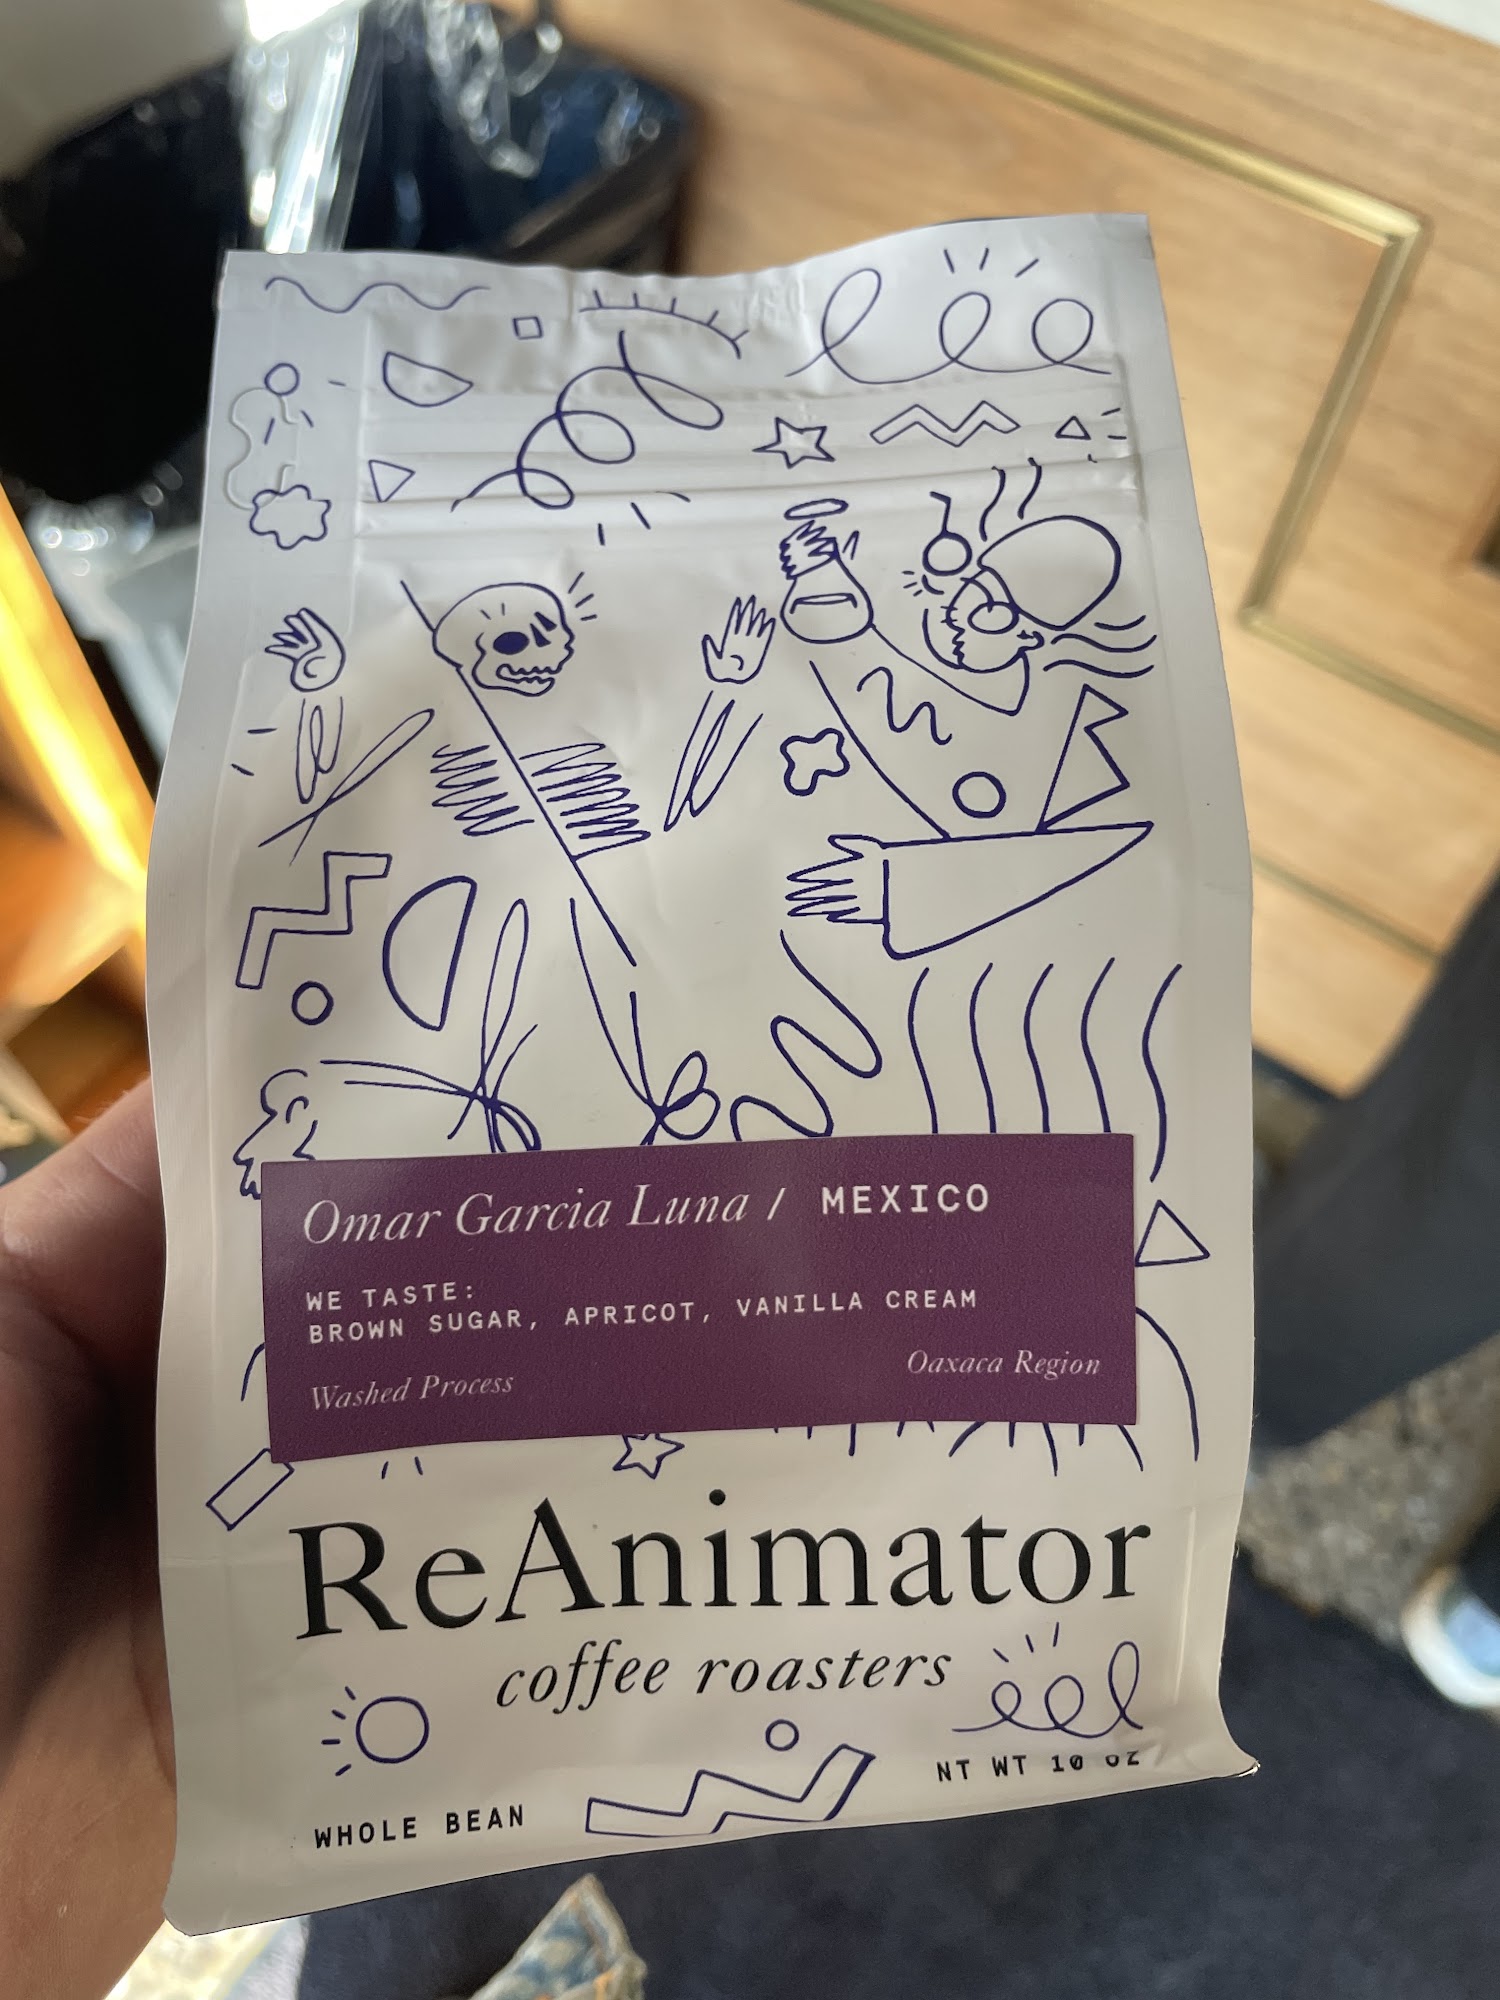 Omar Garcia Luna / MEXICO
WE TASTE:
BROWN SUGAR, APRICOT, VANILLA CREAM
Oaxaca Region
Washed Process
ReAnimator
coffee roasters
NT WT 10 OZ
WHOLE BEAN